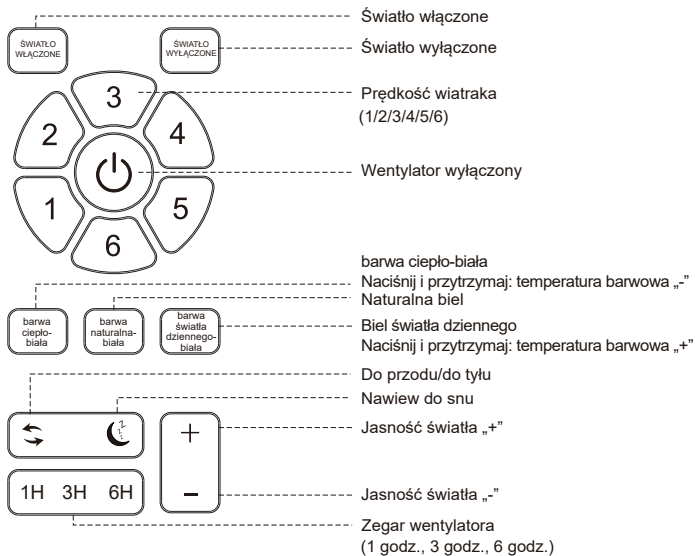 Światło włączone
ŚWIATŁO
WŁĄCZONE
ŚWIATŁO
WYŁĄCZONE
Światło wyłączone
3
Prędkość wiatraka
(1/2/3/4/5/6)
2
4
Wentylator wyłączony
1
5
6
barwa ciepło-biała
Naciśnij i przytrzymaj: temperatura barwowa „-”
Naturalna biel
barwa
ciepło-
biała
barwa
naturalna-
biała
barwa
światła
dziennego-
biała
Biel światła dziennego
Naciśnij i przytrzymaj: temperatura barwowa „+”
Do przodu/do tyłu
Nawiew do snu
z
z
z
+
Jasność światła „+”
1H 3H 6H
–
Jasność światła „-”
Zegar wentylatora
(1 godz., 3 godz., 6 godz.)